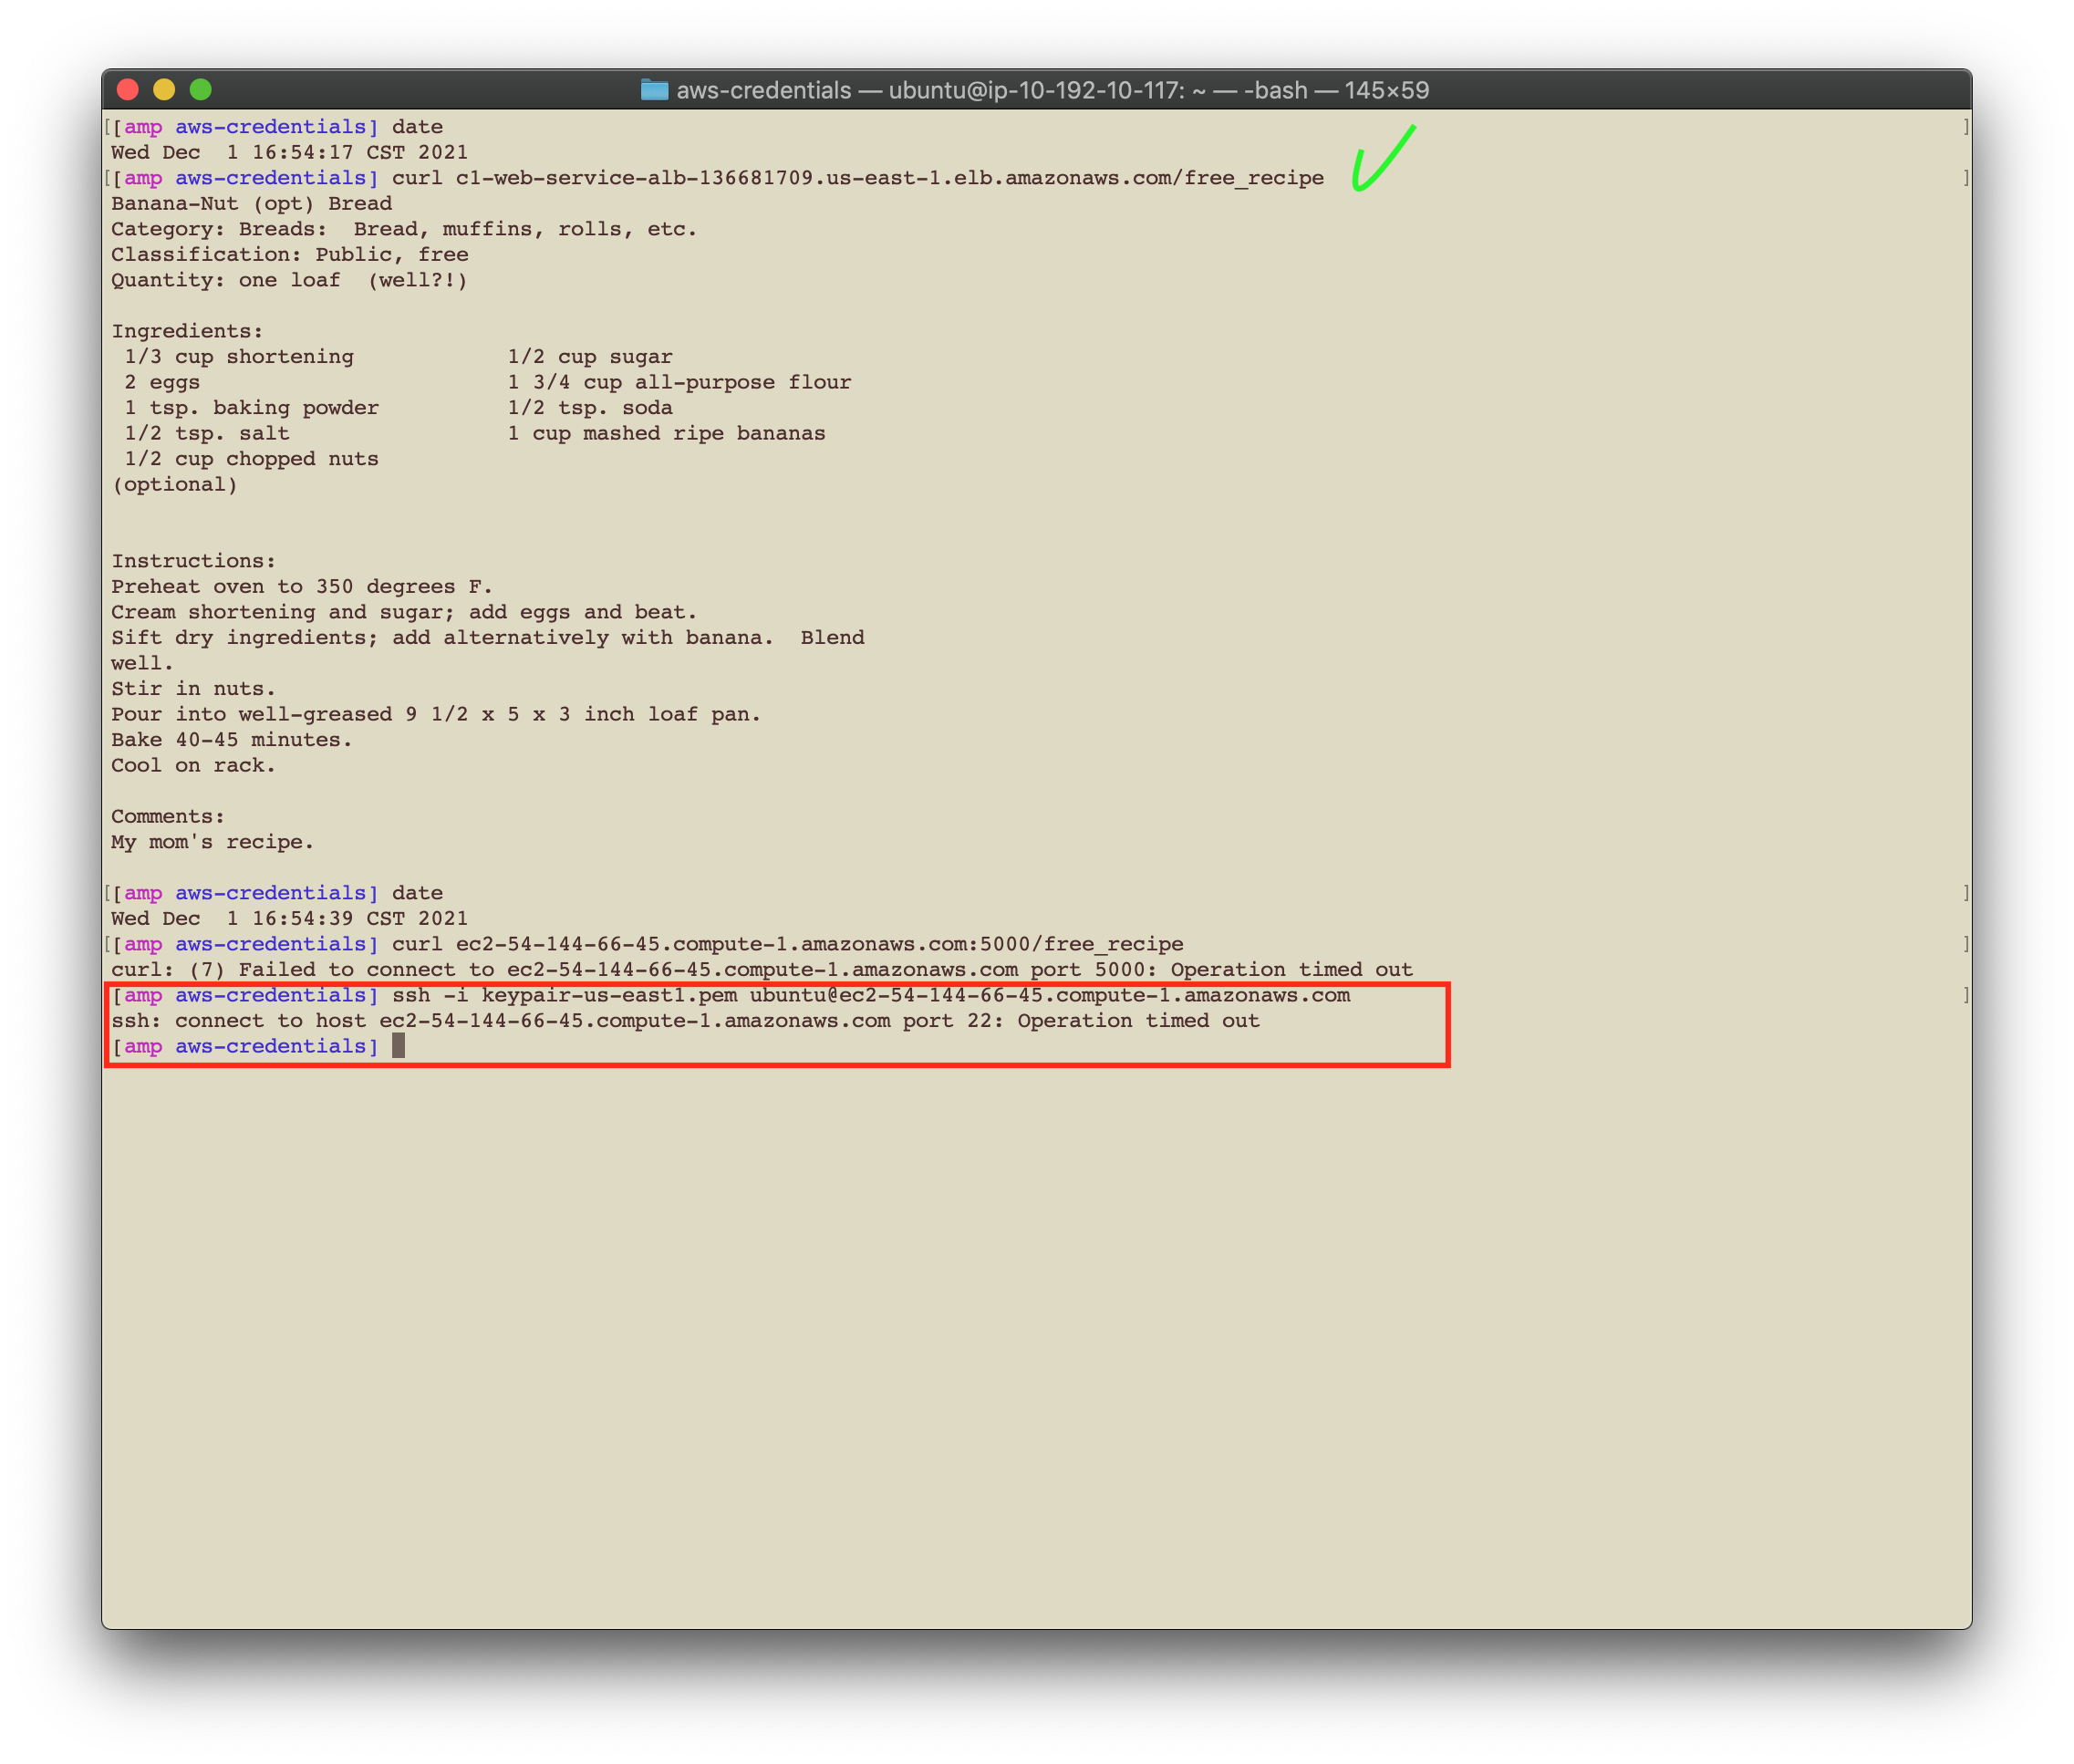 aws-credentials — ubuntu@ip-10-192-10-117: ~ — -bash — 145×59
[[amp aws-credentials] date ]
Wed Dec  1 16:54:17 CST 2021
[[amp aws-credentials] curl c1-web-service-alb-136681709.us-east-1.elb.amazonaws.com/free_recipe ]
Banana-Nut (opt) Bread
Category: Breads:  Bread, muffins, rolls, etc.
Classification: Public, free
Quantity: one loaf  (well?!)
Ingredients:
 1/3 cup shortening            1/2 cup sugar
 2 eggs                        1 3/4 cup all-purpose flour
 1 tsp. baking powder          1/2 tsp. soda
 1/2 tsp. salt                 1 cup mashed ripe bananas
 1/2 cup chopped nuts
(optional)
Instructions:
Preheat oven to 350 degrees F.
Cream shortening and sugar; add eggs and beat.
Sift dry ingredients; add alternatively with banana.  Blend
well.
Stir in nuts.
Pour into well-greased 9 1/2 x 5 x 3 inch loaf pan.
Bake 40-45 minutes.
Cool on rack.
Comments:
My mom's recipe.
[[amp aws-credentials] date ]
Wed Dec  1 16:54:39 CST 2021
[[amp aws-credentials] curl ec2-54-144-66-45.compute-1.amazonaws.com:5000/free_recipe ]
curl: (7) Failed to connect to ec2-54-144-66-45.compute-1.amazonaws.com port 5000: Operation timed out
[amp aws-credentials] ssh -i keypair-us-east1.pem ubuntu@ec2-54-144-66-45.compute-1.amazonaws.com ]
ssh: connect to host ec2-54-144-66-45.compute-1.amazonaws.com port 22: Operation timed out
[amp aws-credentials]